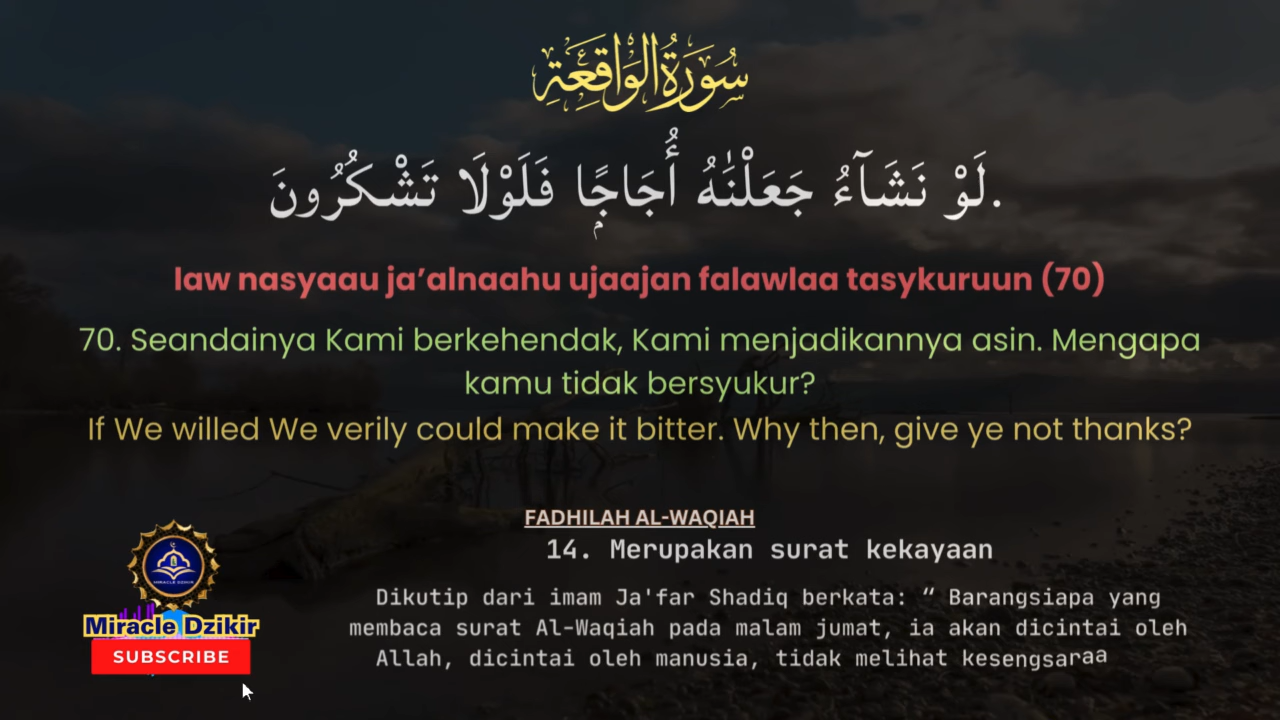 سُورَةُ الوَاقِعَةِ
لَوْ نَشَآءُ جَعَلْنٰهُ أُجَاجًۭا فَلَوْلَا تَشْكُرُونَ.
law nasyaau ja’alnaahu ujaajan falawlaa tasykuruun (70)
70. Seandainya Kami berkehendak, Kami menjadikannya asin. Mengapa
kamu tidak bersyukur?
If We willed We verily could make it bitter. Why then, give ye not thanks?
FADHILAH AL-WAQIAH
14. Merupakan surat kekayaan
Dikutip dari imam Ja'far Shadiq berkata: “ Barangsiapa yang
membaca surat Al-Waqiah pada malam jumat, ia akan dicintai oleh
Allah, dicintai oleh manusia, tidak melihat kesengsaraa
MIRACLE DZIKIR
Miracle Dzikir
SUBSCRIBE